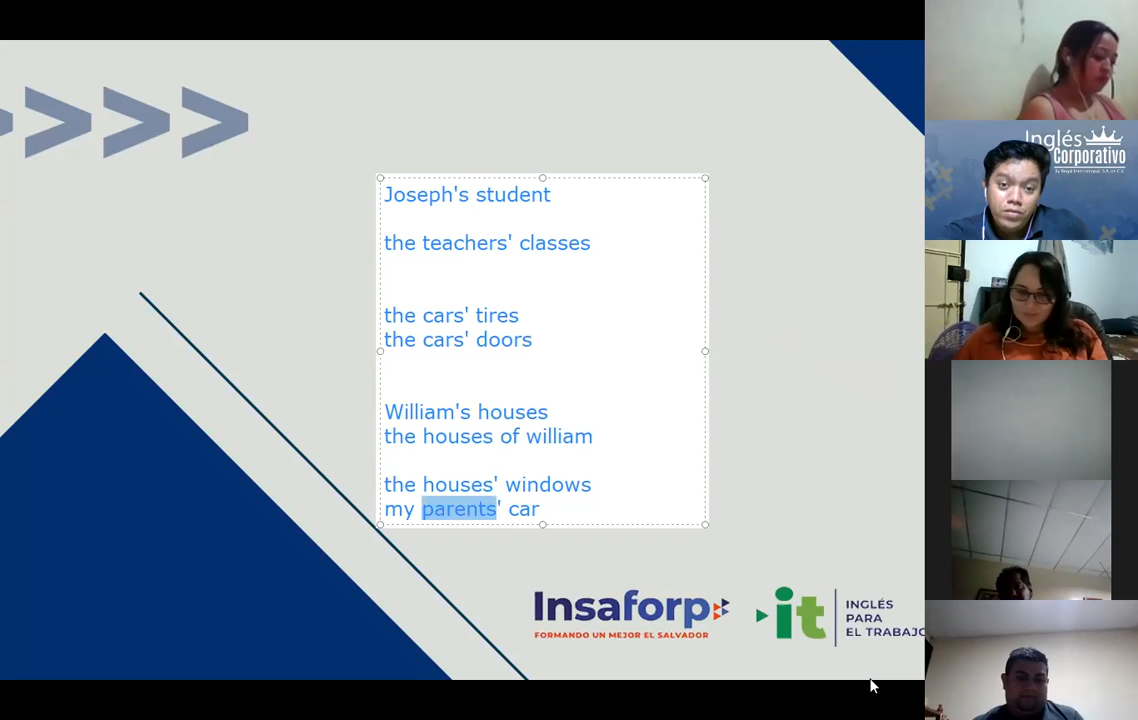 Joseph's student
the teachers' classes
the cars' tires
the cars' doors
William's houses
the houses of william
the houses' windows
my parents' car
Insaforp
FORMANDO UN MEJOR EL SALVADOR
it
INGLÉS
PARA
EL TRABAJO
Inglés
Corporativo